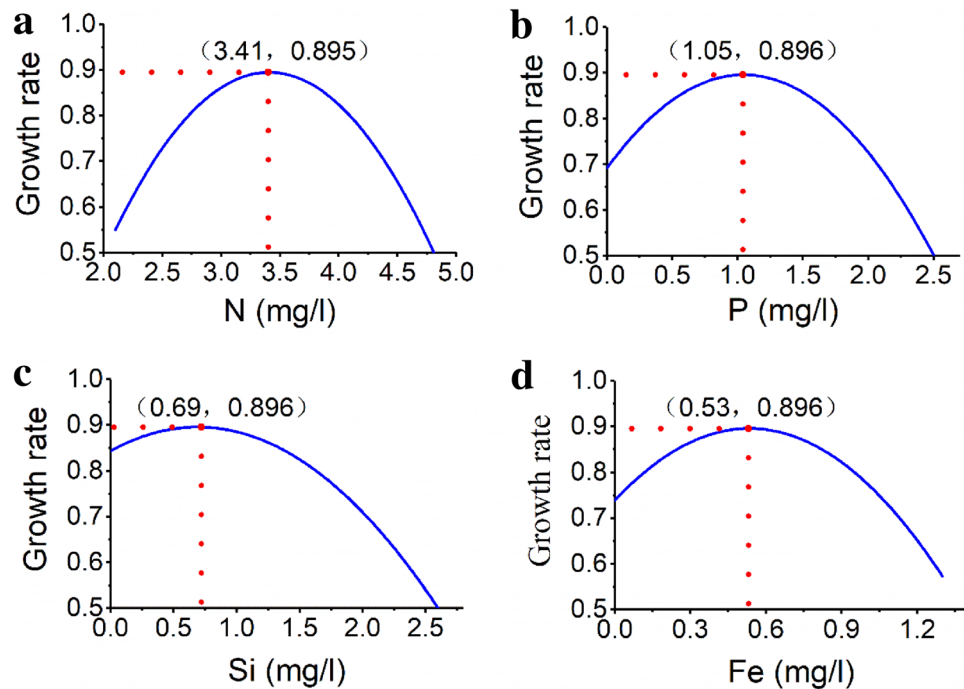 a
（3.41，0.895）
1.0
0.9
0.8
0.7
0.6
0.5
Growth rate
2.0 2.5 3.0 3.5 4.0 4.5 5.0
N (mg/l)
b
（1.05，0.896）
1.0
0.9
0.8
0.7
0.6
0.5
Growth rate
0.0 0.5 1.0 1.5 2.0 2.5
P (mg/l)
c
（0.69，0.896）
1.0
0.9
0.8
0.7
0.6
0.5
Growth rate
0.0 0.5 1.0 1.5 2.0 2.5
Si (mg/l)
d
（0.53，0.896）
1.0
0.9
0.8
0.7
0.6
0.5
Growth rate
0.0 0.3 0.6 0.9 1.2
Fe (mg/l)